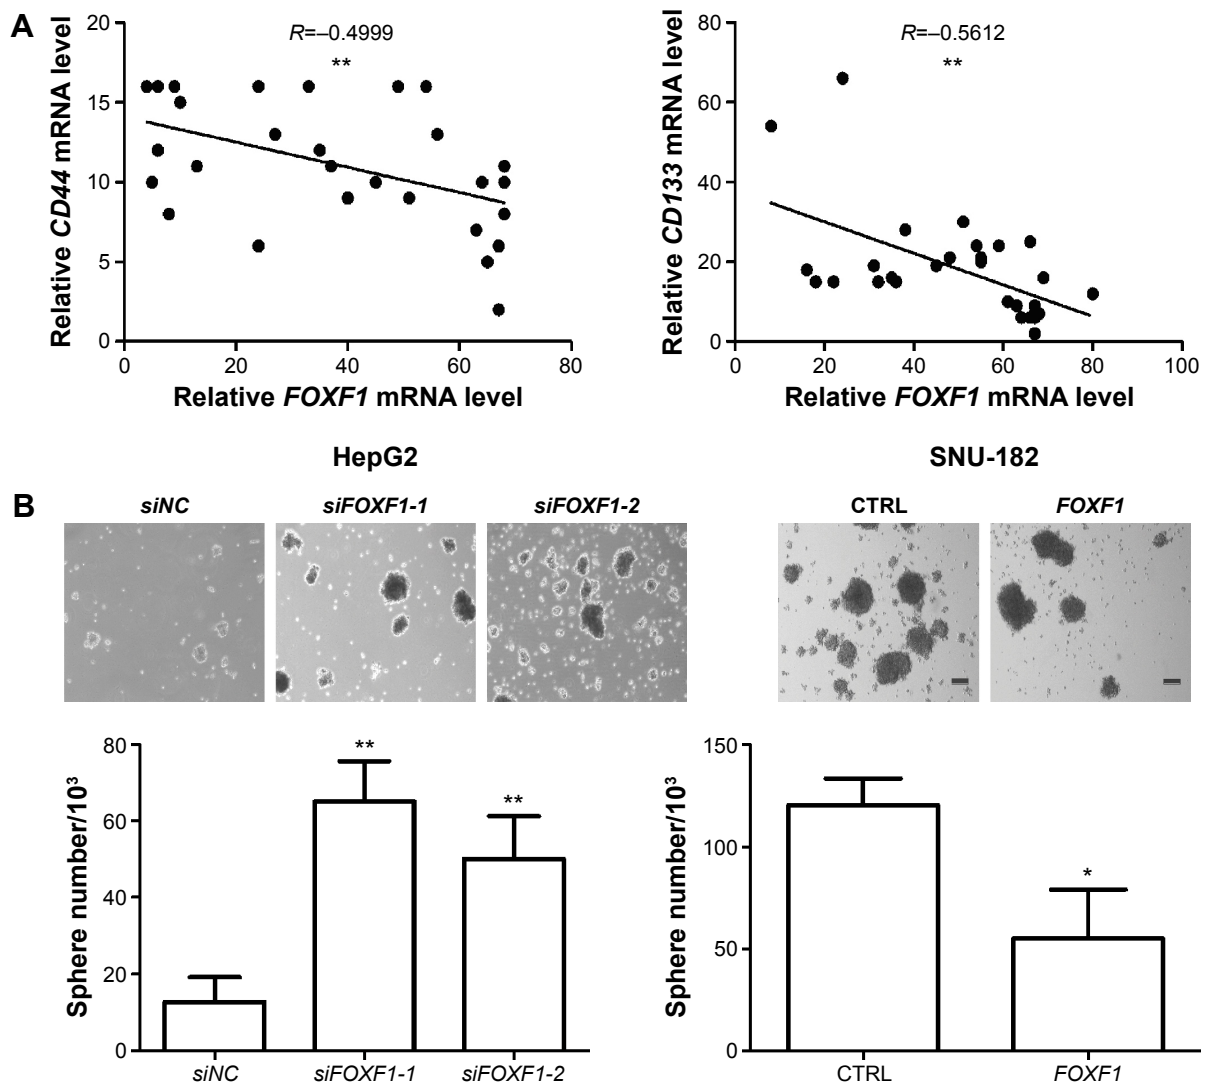 A
R=–0.4999
**
Relative CD44 mRNA level
20
15
10
5
0
0 20 40 60 80
Relative FOXF1 mRNA level
R=–0.5612
**
Relative CD133 mRNA level
80
60
40
20
0
0 20 40 60 80 100
Relative FOXF1 mRNA level
B
HepG2
siNC siFOXF1-1 siFOXF1-2
SNU-182
CTRL FOXF1
Sphere number/10³
80
60
40
20
0
**
**
siNC siFOXF1-1 siFOXF1-2
Sphere number/10³
150
100
50
0
*
CTRL FOXF1